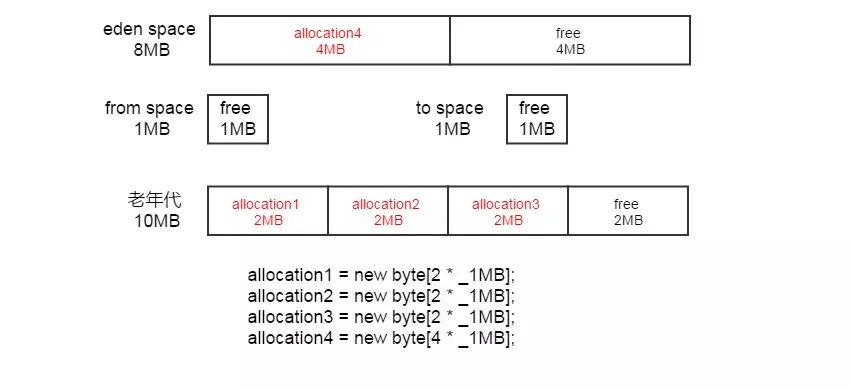 eden space
8MB
allocation4
4MB
free
4MB
from space
1MB
free
1MB
to space
1MB
free
1MB
老年代
10MB
allocation1
2MB
allocation2
2MB
allocation3
2MB
free
2MB
allocation1 = new byte[2 * _1MB];
allocation2 = new byte[2 * _1MB];
allocation3 = new byte[2 * _1MB];
allocation4 = new byte[4 * _1MB];